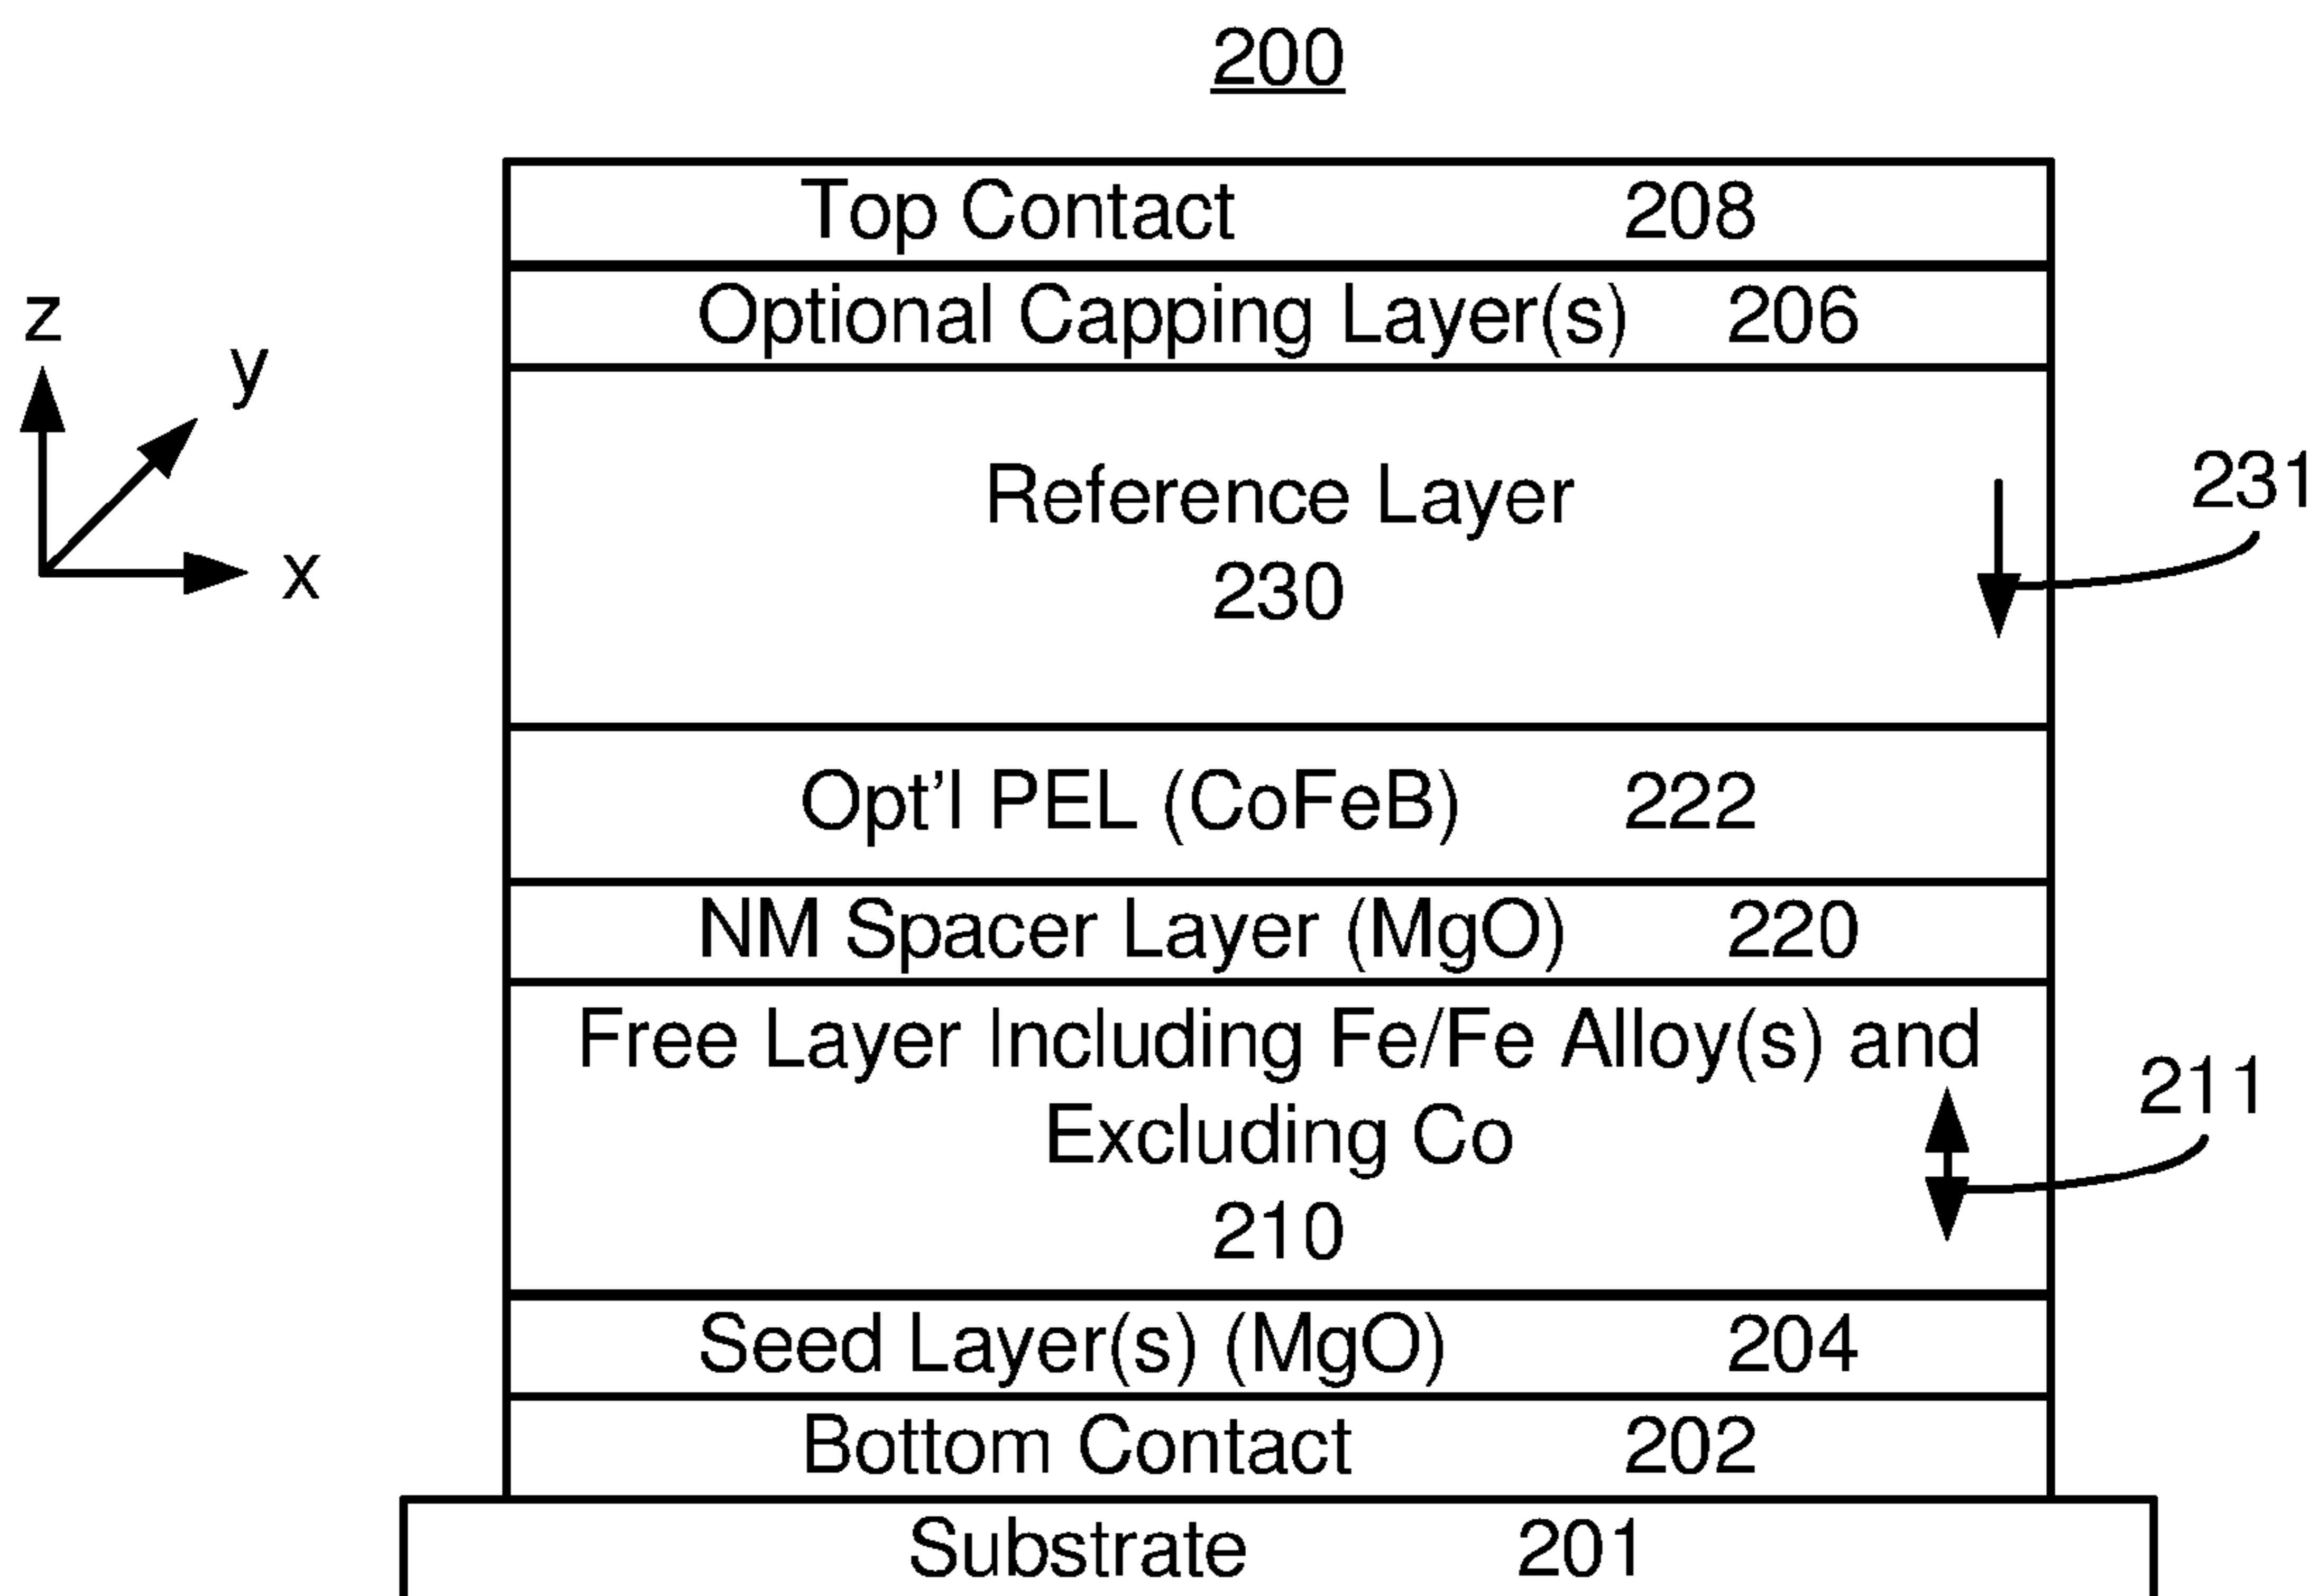 200
Top Contact 208
Optional Capping Layer(s) 206
z
y
x
Reference Layer
230
231
Opt’l PEL (CoFeB) 222
NM Spacer Layer (MgO) 220
Free Layer Including Fe/Fe Alloy(s) and
Excluding Co
210
211
Seed Layer(s) (MgO) 204
Bottom Contact 202
Substrate 201